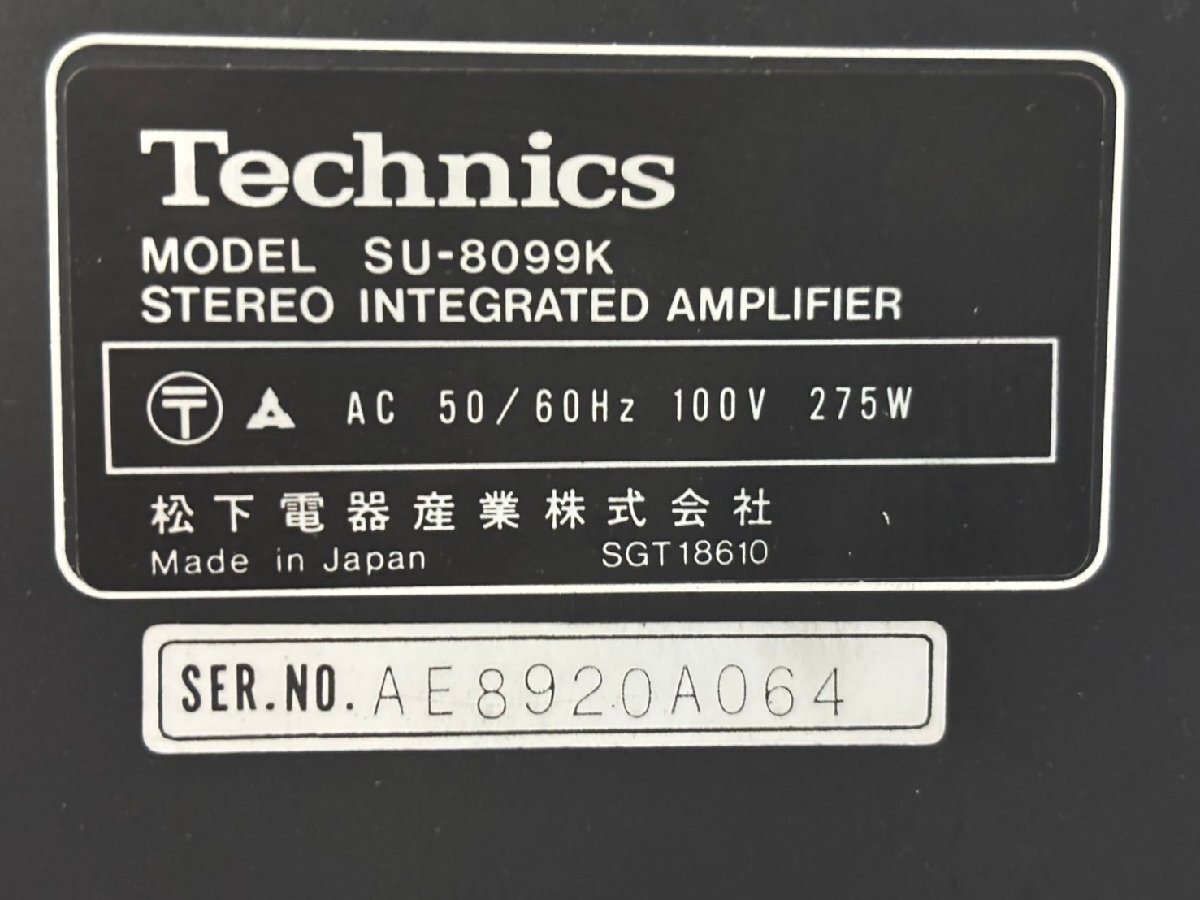 Technics
MODEL SU-8099K
STEREO INTEGRATED AMPLIFIER
〒 AC 50/60Hz 100V 275W
松下電器産業株式会社
Made in Japan SGT18610
SER.NO. AE8920A064